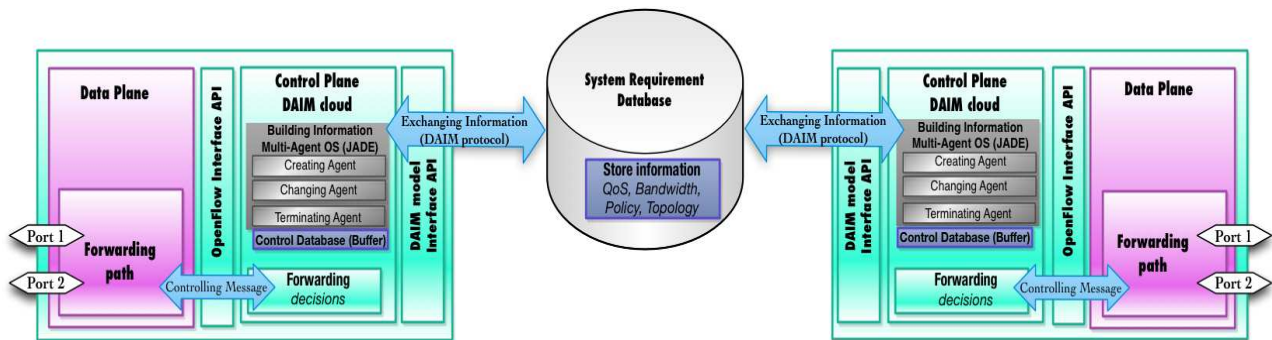 Data Plane
Forwarding
path
Port 1
Port 2
OpenFlow Interface API
Control Plane
DAIM cloud
Building Information
Multi-Agent OS (JADE)
Creating Agent
Changing Agent
Terminating Agent
Control Database (Buffer)
Forwarding
decisions
Controlling Message
DAIM model
Interface API
Exchanging Information
(DAIM protocol)
System Requirement
Database
Store information
QoS, Bandwidth,
Policy, Topology
Exchanging Information
(DAIM protocol)
DAIM model
Interface API
Control Plane
DAIM cloud
Building Information
Multi-Agent OS (JADE)
Creating Agent
Changing Agent
Terminating Agent
Control Database (Buffer)
Forwarding
decisions
Controlling Message
OpenFlow Interface API
Data Plane
Forwarding
path
Port 1
Port 2